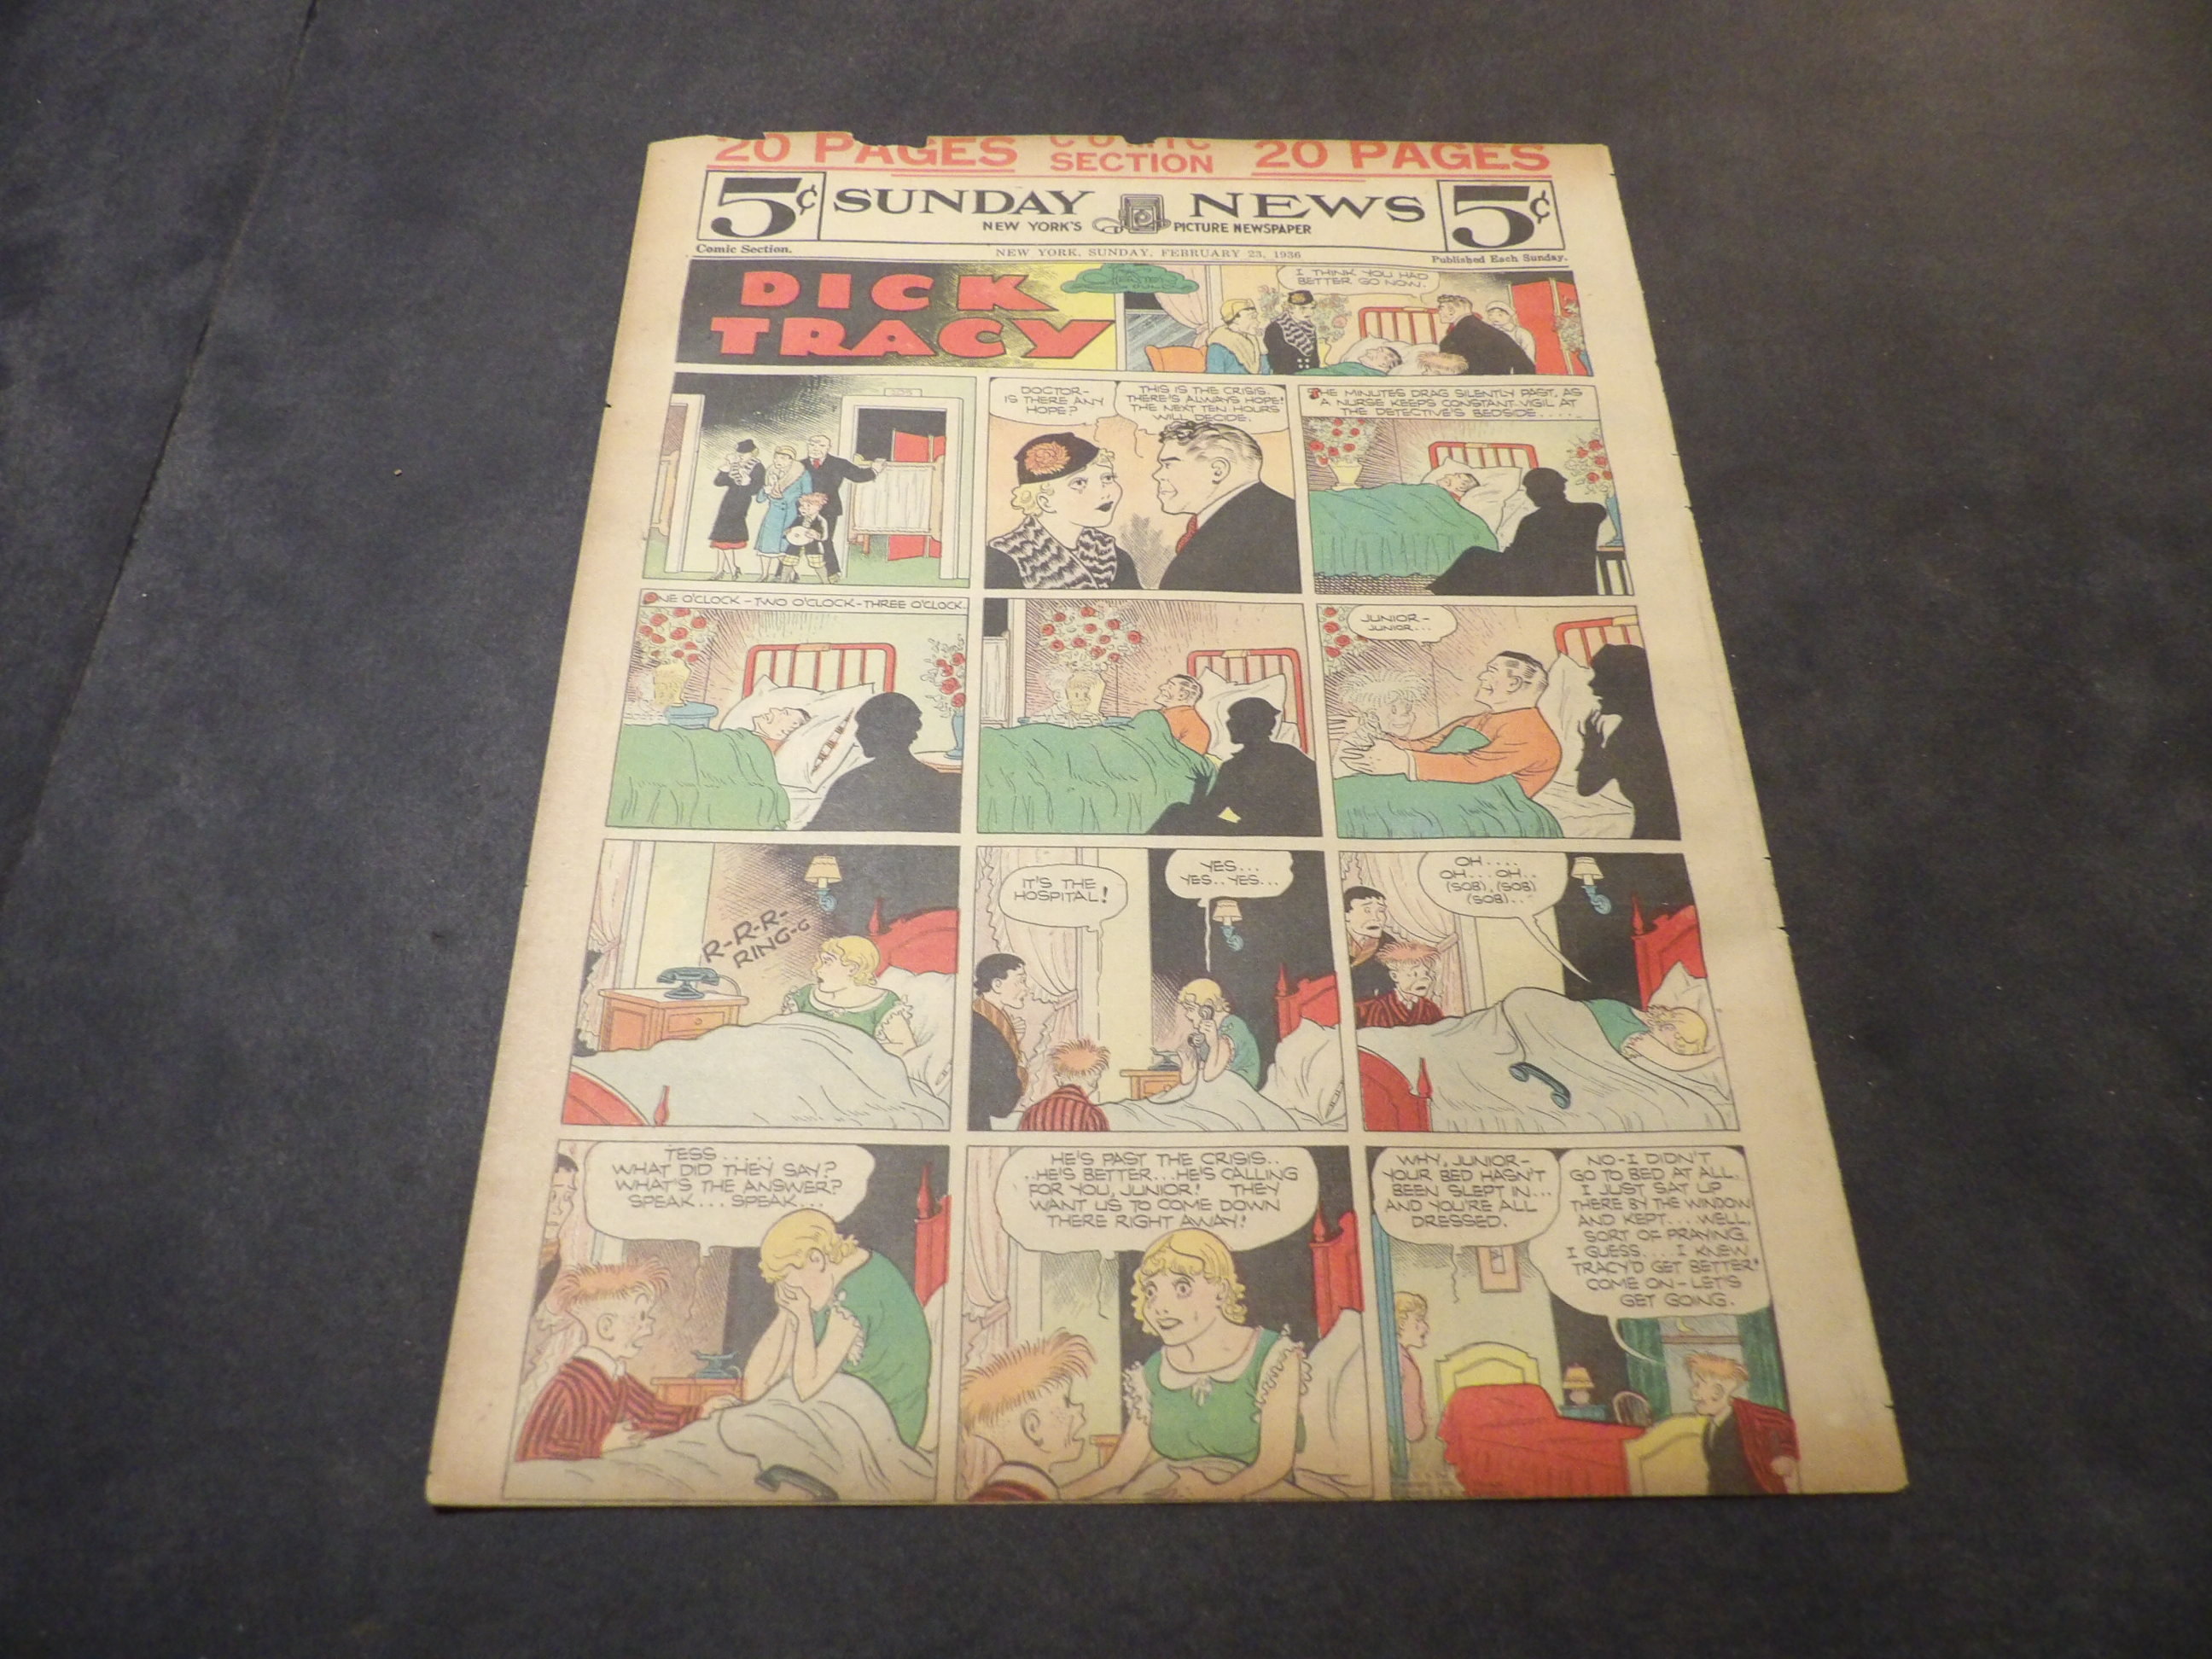 20 PAGES COMIC SECTION 20 PAGES
5¢ SUNDAY NEWS 5¢
NEW YORK'S PICTURE NEWSPAPER
Comic Section. NEW YORK, SUNDAY, FEBRUARY 23, 1936 Published Each Sunday.
DICK
TRACY
I THINK YOU HAD
BETTER GO NOW.
DOCTOR-
IS THERE ANY
HOPE?
THIS IS THE CRISIS.
THERE'S ALWAYS HOPE!
THE NEXT TEN HOURS
WILL DECIDE.
THE MINUTES DRAG SILENTLY PAST, AS
A NURSE KEEPS CONSTANT VIGIL AT
THE DETECTIVE'S BEDSIDE.....
ONE O'CLOCK-TWO O'CLOCK-THREE O'CLOCK.
JUNIOR-
JUNIOR...
R-R-R-
RING-G
IT'S THE
HOSPITAL!
YES...
YES..YES...
OH....
OH...OH..
(SOB),(SOB)
(SOB)...
TESS.....
WHAT DID THEY SAY?
WHAT'S THE ANSWER?
SPEAK...SPEAK...
HE'S PAST THE CRISIS..
..HE'S BETTER...HE'S CALLING
FOR YOU, JUNIOR! THEY
WANT US TO COME DOWN
THERE RIGHT AWAY!
WHY, JUNIOR-
YOUR BED HASN'T
BEEN SLEPT IN...
AND YOU'RE ALL
DRESSED.
NO-I DIDN'T
GO TO BED AT ALL.
I JUST SAT UP
THERE BY THE WINDOW
AND KEPT...WELL,
SORT OF PRAYING,
I GUESS....I KNEW
TRACY'D GET BETTER!
COME ON-LET'S
GET GOING.